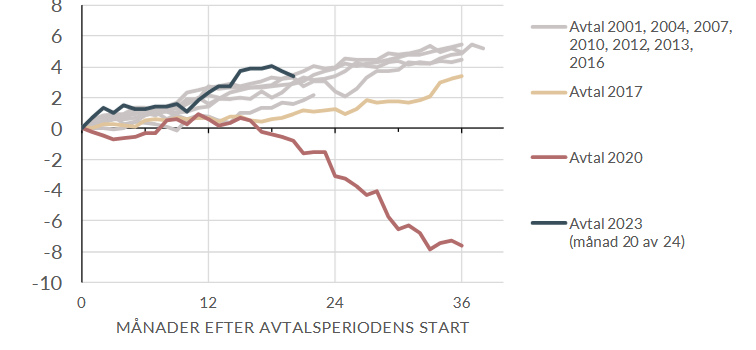 8
6
4
2
0
-2
-4
-6
-8
-10
0 12 24 36
MÅNADER EFTER AVTALSPERIODENS START
Avtal 2001, 2004, 2007,
2010, 2012, 2013,
2016
Avtal 2017
Avtal 2020
Avtal 2023
(månad 20 av 24)